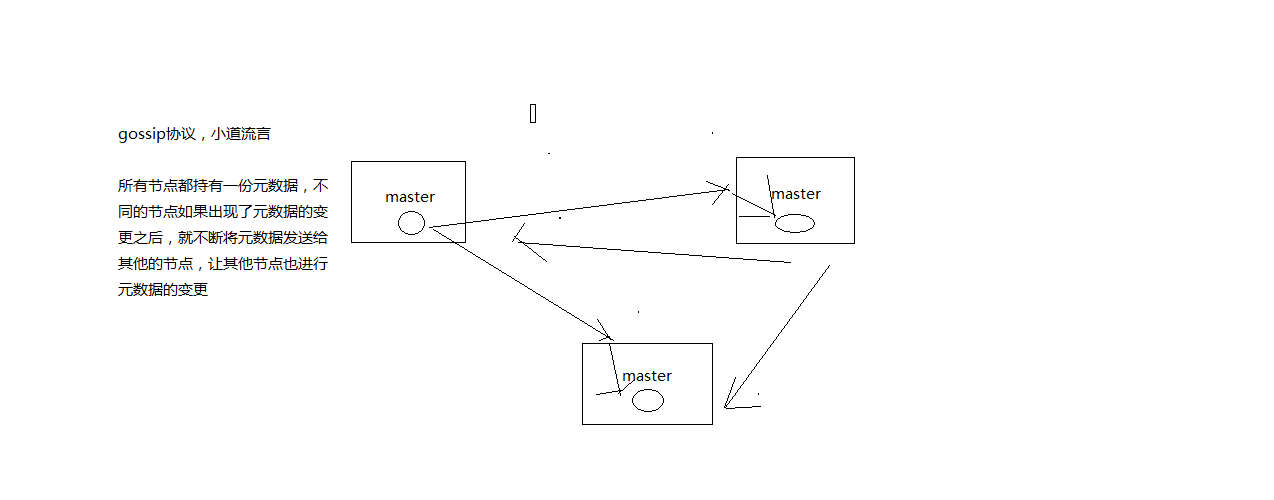 gossip协议，小道流言
所有节点都持有一份元数据，不
同的节点如果出现了元数据的变
更之后，就不断将元数据发送给
其他的节点，让其他节点也进行
元数据的变更
master
master
master